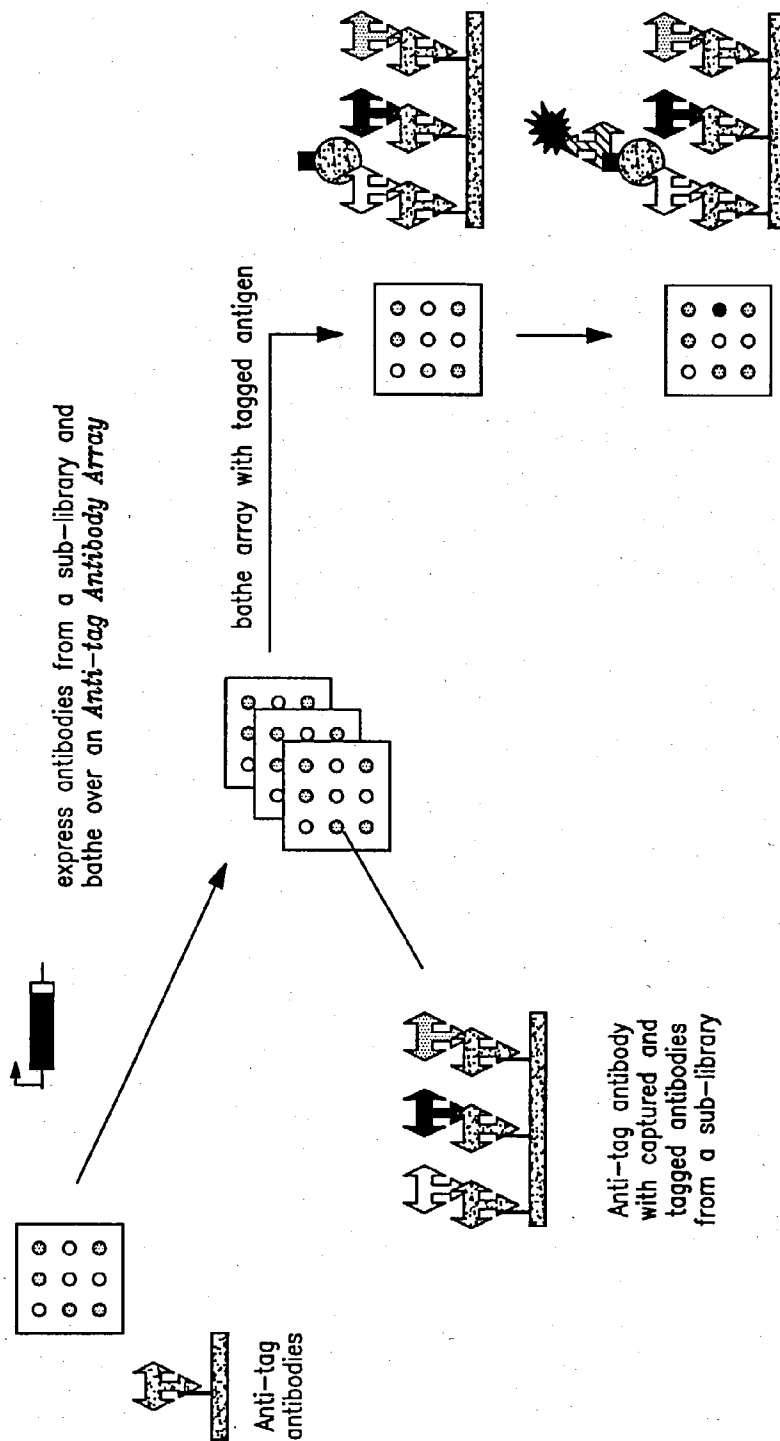 express antibodies from a sub-library and
bathe over an Anti-tag Antibody Array
bathe array with tagged antigen
Anti-tag
antibodies
Anti-tag antibody
with captured and
tagged antibodies
from a sub-library